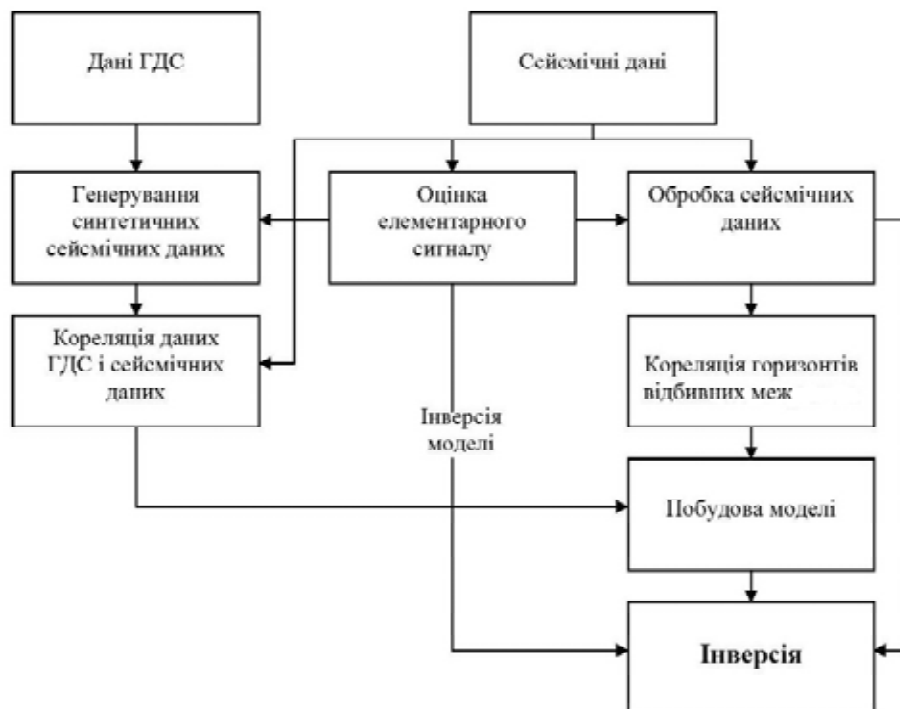 Дані ГДС
Сейсмічні дані
Генерування
синтетичних
сейсмічних даних
Оцінка
елементарного
сигналу
Обробка сейсмічних
даних
Кореляція даних
ГДС і сейсмічних
даних
Кореляція горизонтів
відбивних меж
Інверсія
моделі
Побудова моделі
Інверсія